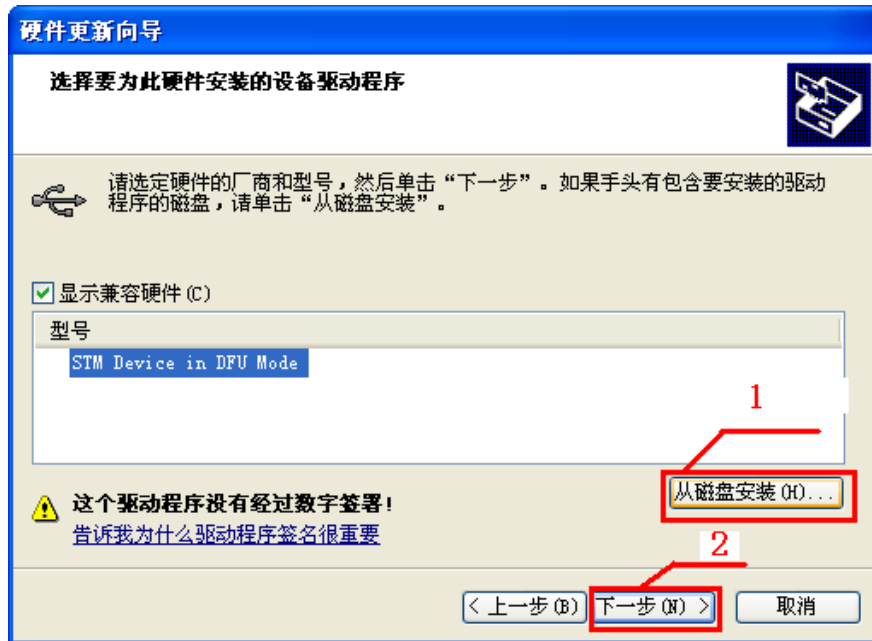 硬件更新向导
选择要为此硬件安装的设备驱动程序
请选定硬件的厂商和型号，然后单击“下一步”。如果手头有包含要安装的驱动
程序的磁盘，请单击“从磁盘安装”。
显示兼容硬件(C)
型号
STM Device in DFU Mode
1
从磁盘安装(H)...
这个驱动程序没有经过数字签署!
告诉我为什么驱动程序签名很重要
2
< 上一步(B) 下一步(N) > 取消